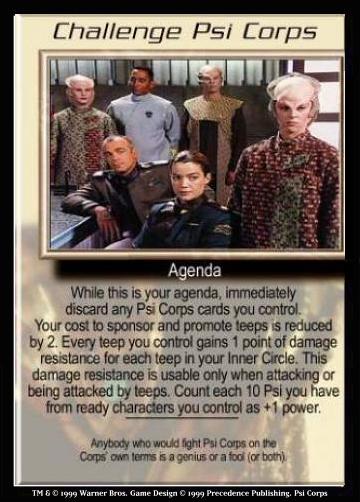 Challenge Psi Corps
Agenda
While this is your agenda, immediately
discard any Psi Corps cards you control.
Your cost to sponsor and promote teeps is reduced
by 2. Every teep you control gains 1 point of damage
resistance for each teep in your Inner Circle. This
damage resistance is usable only when attacking or
being attacked by teeps. Count each 10 Psi you have
from ready characters you control as +1 power.
Anybody who would fight Psi Corps on the
Corps' own terms is a genius or a fool (or both).
TM & © 1999 Warner Bros. Game Design © 1999 Precedence Publishing. Psi Corps